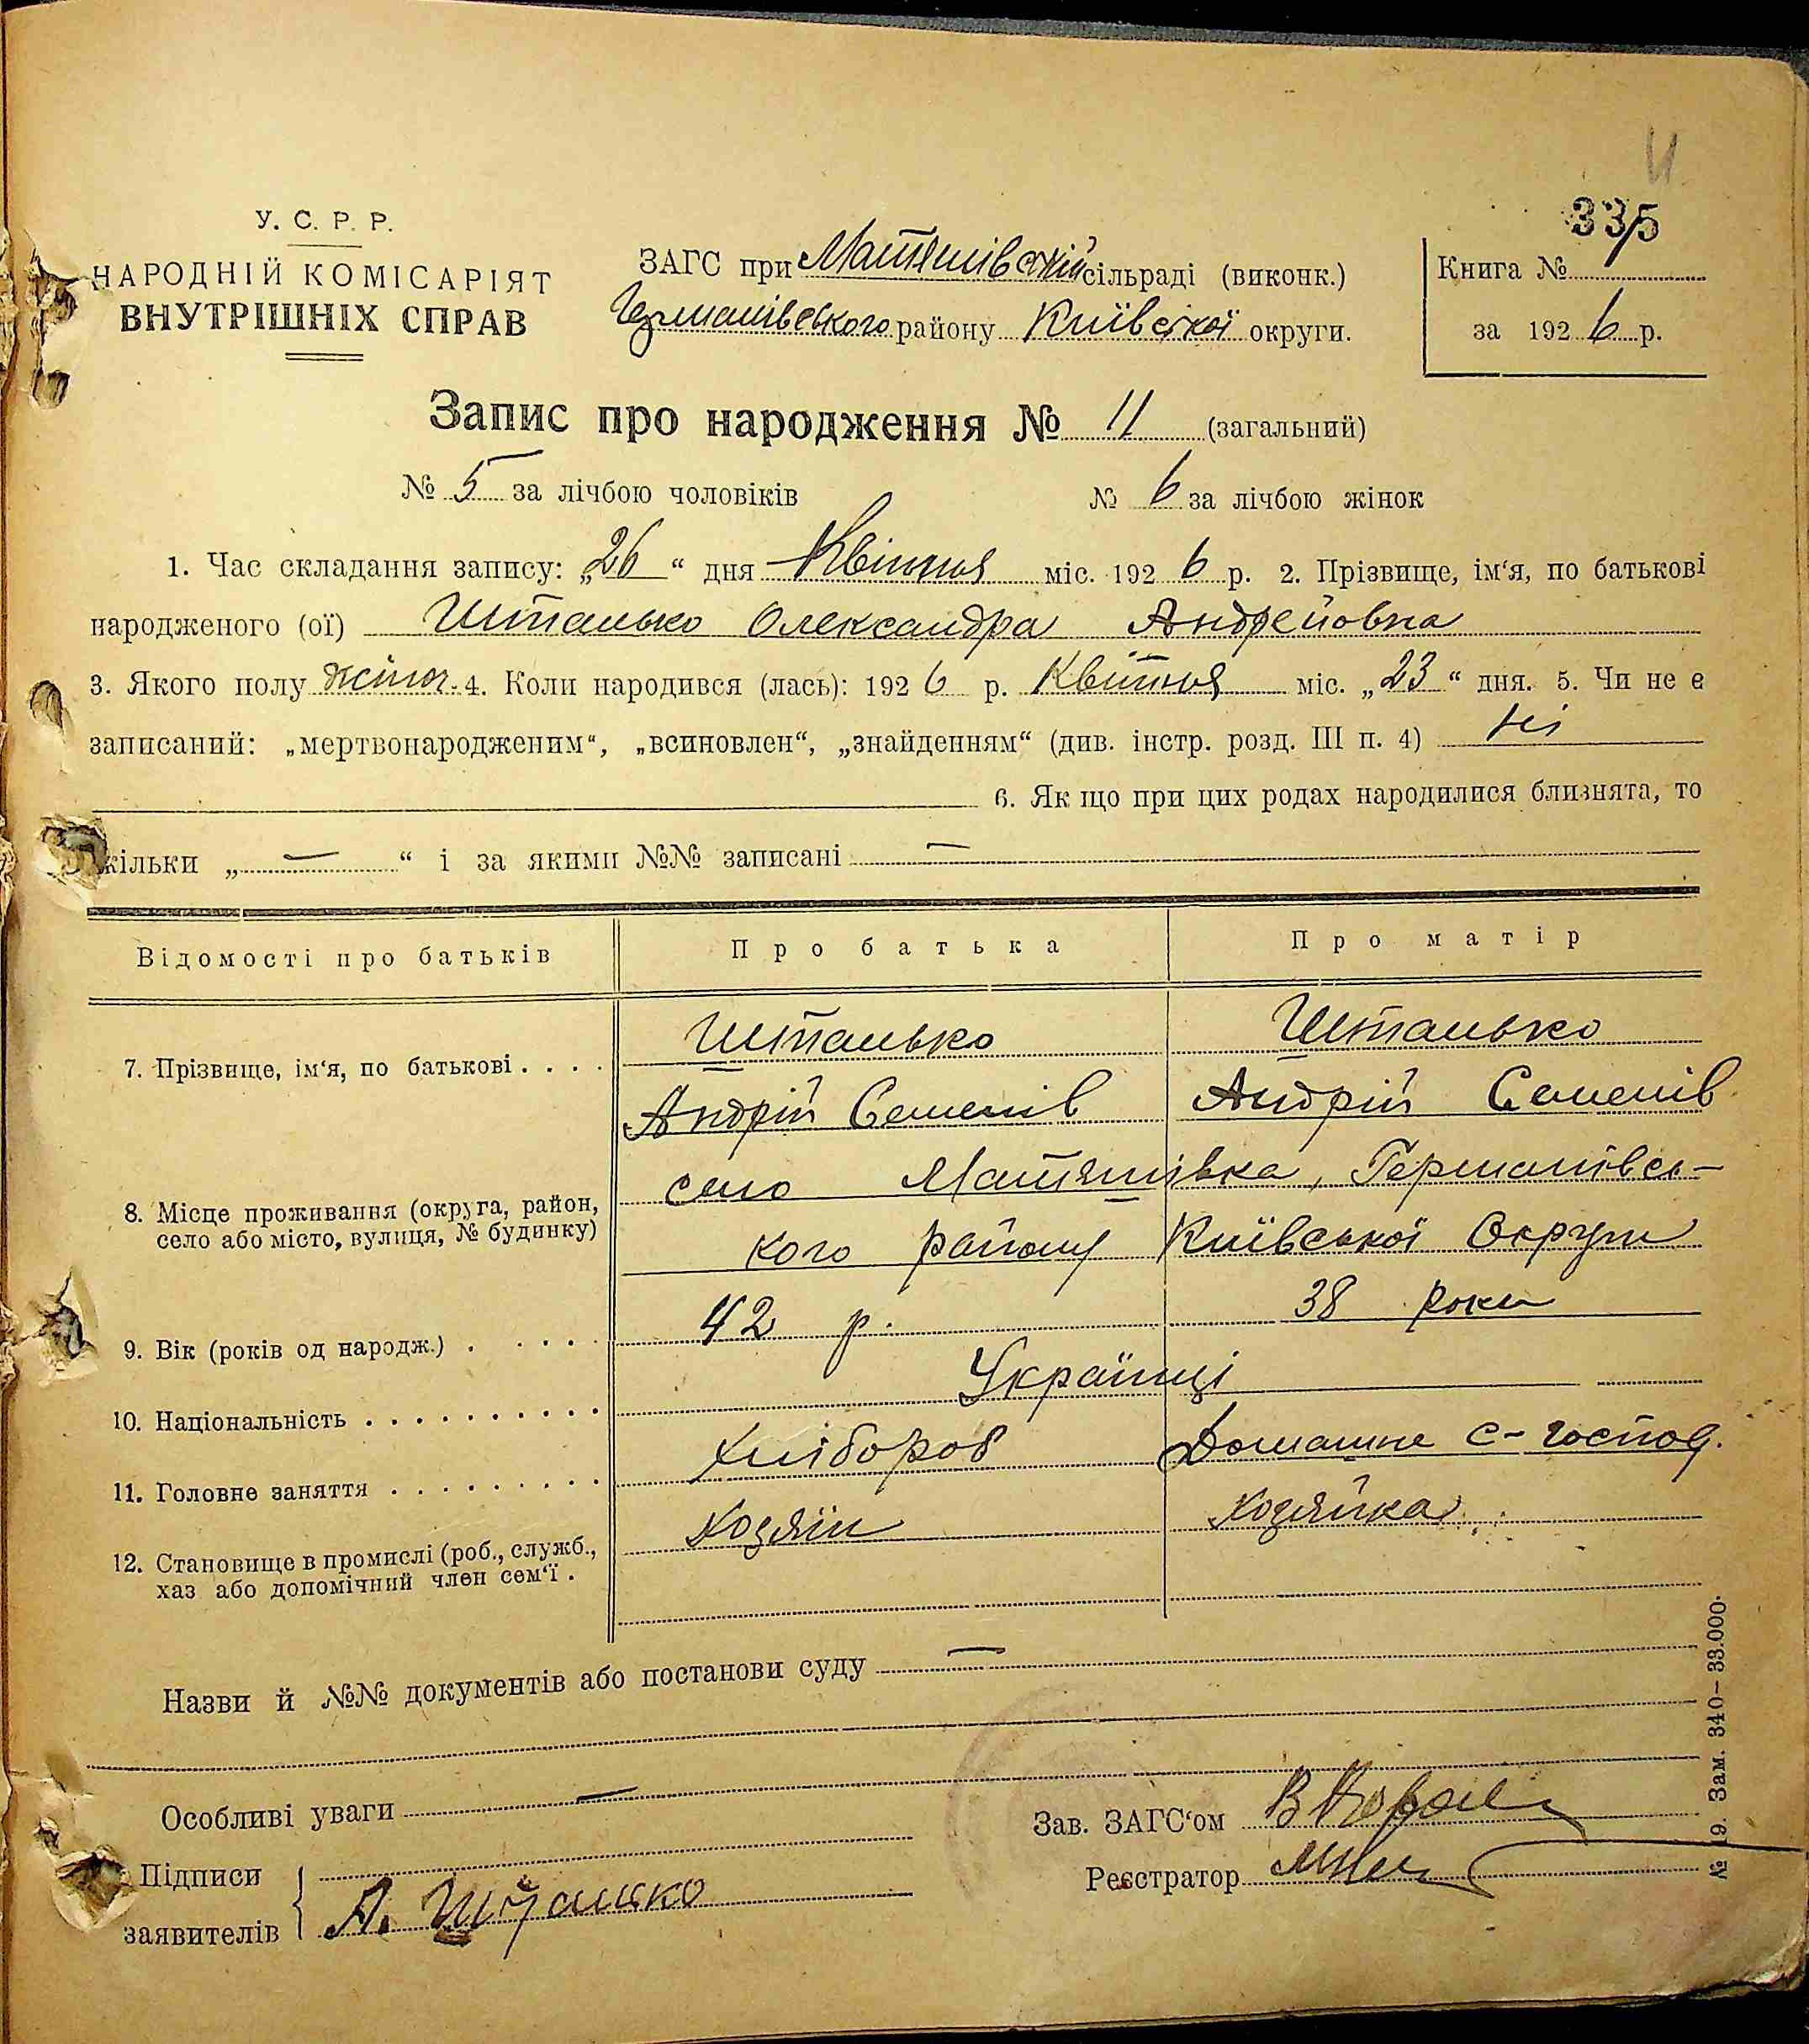 И
335
У. С. Р. Р.
НАРОДНІЙ КОМІСАРІЯТ
ВНУТРІШНІХ СПРАВ
ЗАГС при Матяшівській сільраді (виконк.)
Германівського району Київської округи.
Книга №
за 1926 р.
Запис про народження № 11 (загальний)
№ 5 за лічбою чоловіків № 6 за лічбою жінок
1. Час складання запису: „26“ дня Квітня міс. 1926 р. 2. Прізвище, ім‘я, по батькові
народженого (ої) Штанько Олександра Андрейовна
3. Якого полу жіноч. 4. Коли народився (лась): 1926 р. Квітня міс. „23“ дня. 5. Чи не є
записаний: „мертвонародженим“, „всиновлен“, „знайденням“ (див. інстр. розд. III п. 4) ні
6. Як що при цих родах народилися близнята, то
кільки „ — “ і за якими №№ записані —
Відомості про батьків Про батька Про матір
7. Прізвище, ім‘я, по батькові . . . . Штанько Штанько
Андрій Семенів Андрій Семенів
8. Місце проживання (округа, район, село Матяшівка, Германівсь-
село або місто, вулиця, № будинку) кого району Київської Округи
9. Вік (років од народж.) . . . . . 42 р. 38 роки
10. Національність . . . . . . . . . . Українці
11. Головне заняття . . . . . . . . . Хлібороб Домашнє с-господ.
12. Становище в промислі (роб., служб., Хозяїн Хозяйка
хаз або допомічний член сем‘ї .
Назви й №№ документів або постанови суду —
Особливі уваги —
Зав. ЗАГС‘ом
Підписи
заявителів А. Штанько
Реєстратор
№ 19. Зам. 340—33.000.